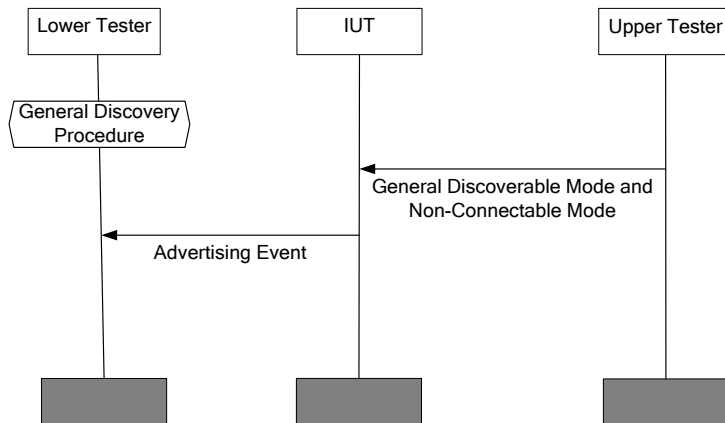 Lower Tester
IUT
Upper Tester
General Discovery
Procedure
General Discoverable Mode and
Non-Connectable Mode
Advertising Event